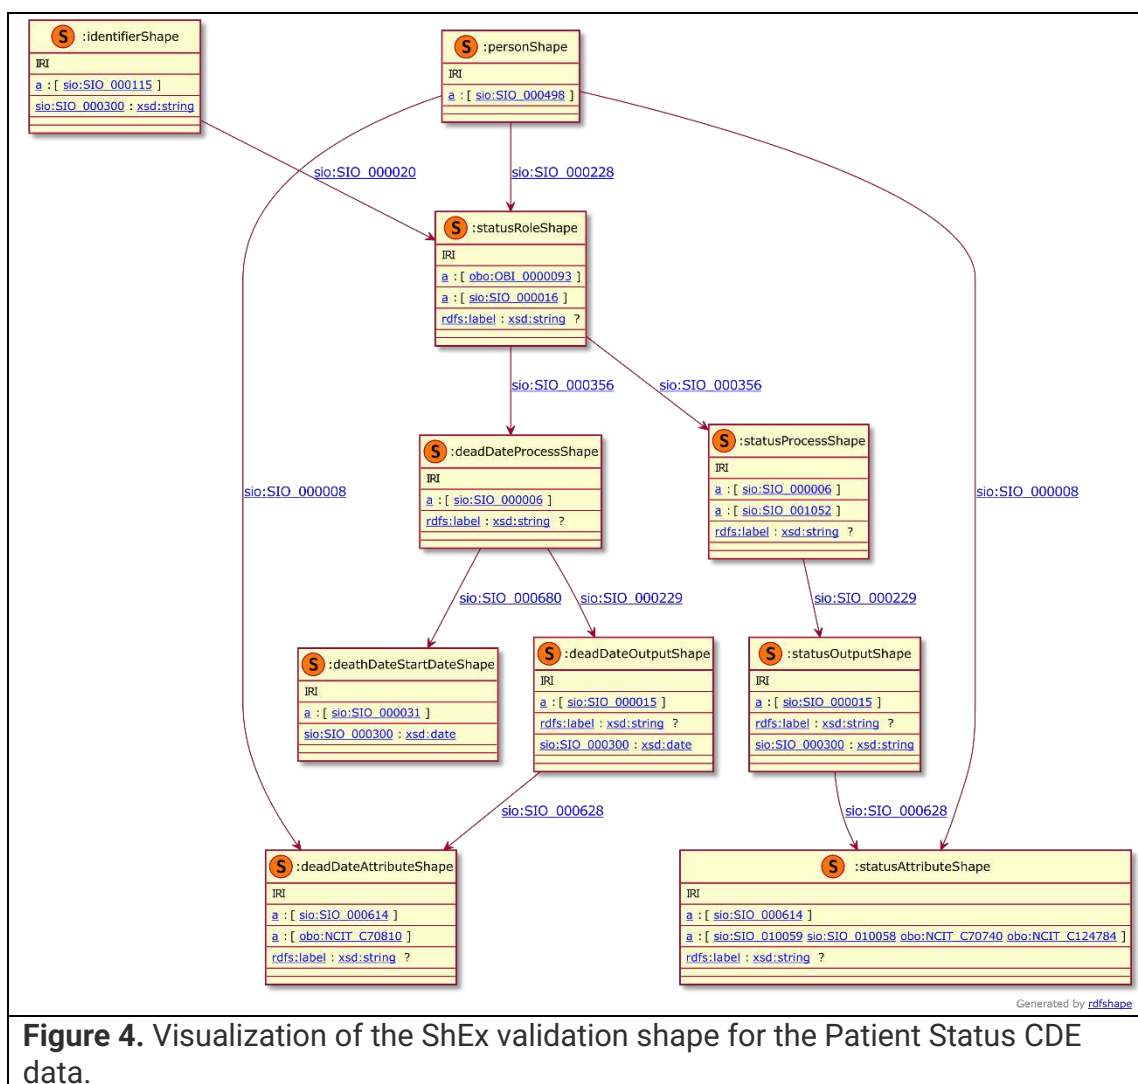 S :identifierShape
IRI
a : [ sio:SIO_000115 ]
sio:SIO_000300 : xsd:string
S :personShape
IRI
a : [ sio:SIO_000498 ]
sio:SIO_000020
sio:SIO_000228
S :statusRoleShape
IRI
a : [ obo:OBI_0000093 ]
a : [ sio:SIO_000016 ]
rdfs:label : xsd:string ?
sio:SIO_000356
sio:SIO_000356
S :deadDateProcessShape
IRI
a : [ sio:SIO_000006 ]
rdfs:label : xsd:string ?
S :statusProcessShape
IRI
a : [ sio:SIO_000006 ]
a : [ sio:SIO_001052 ]
rdfs:label : xsd:string ?
sio:SIO_000008
sio:SIO_000008
sio:SIO_000680
sio:SIO_000229
sio:SIO_000229
S :deathDateStartDateShape
IRI
a : [ sio:SIO_000031 ]
sio:SIO_000300 : xsd:date
S :deadDateOutputShape
IRI
a : [ sio:SIO_000015 ]
rdfs:label : xsd:string ?
sio:SIO_000300 : xsd:date
S :statusOutputShape
IRI
a : [ sio:SIO_000015 ]
rdfs:label : xsd:string ?
sio:SIO_000300 : xsd:string
sio:SIO_000628
sio:SIO_000628
S :deadDateAttributeShape
IRI
a : [ sio:SIO_000614 ]
a : [ obo:NCIT_C70810 ]
rdfs:label : xsd:string ?
S :statusAttributeShape
IRI
a : [ sio:SIO_000614 ]
a : [ sio:SIO_010059 sio:SIO_010058 obo:NCIT_C70740 obo:NCIT_C124784 ]
rdfs:label : xsd:string ?
Generated by rdfshape
Figure 4. Visualization of the ShEx validation shape for the Patient Status CDE
data.